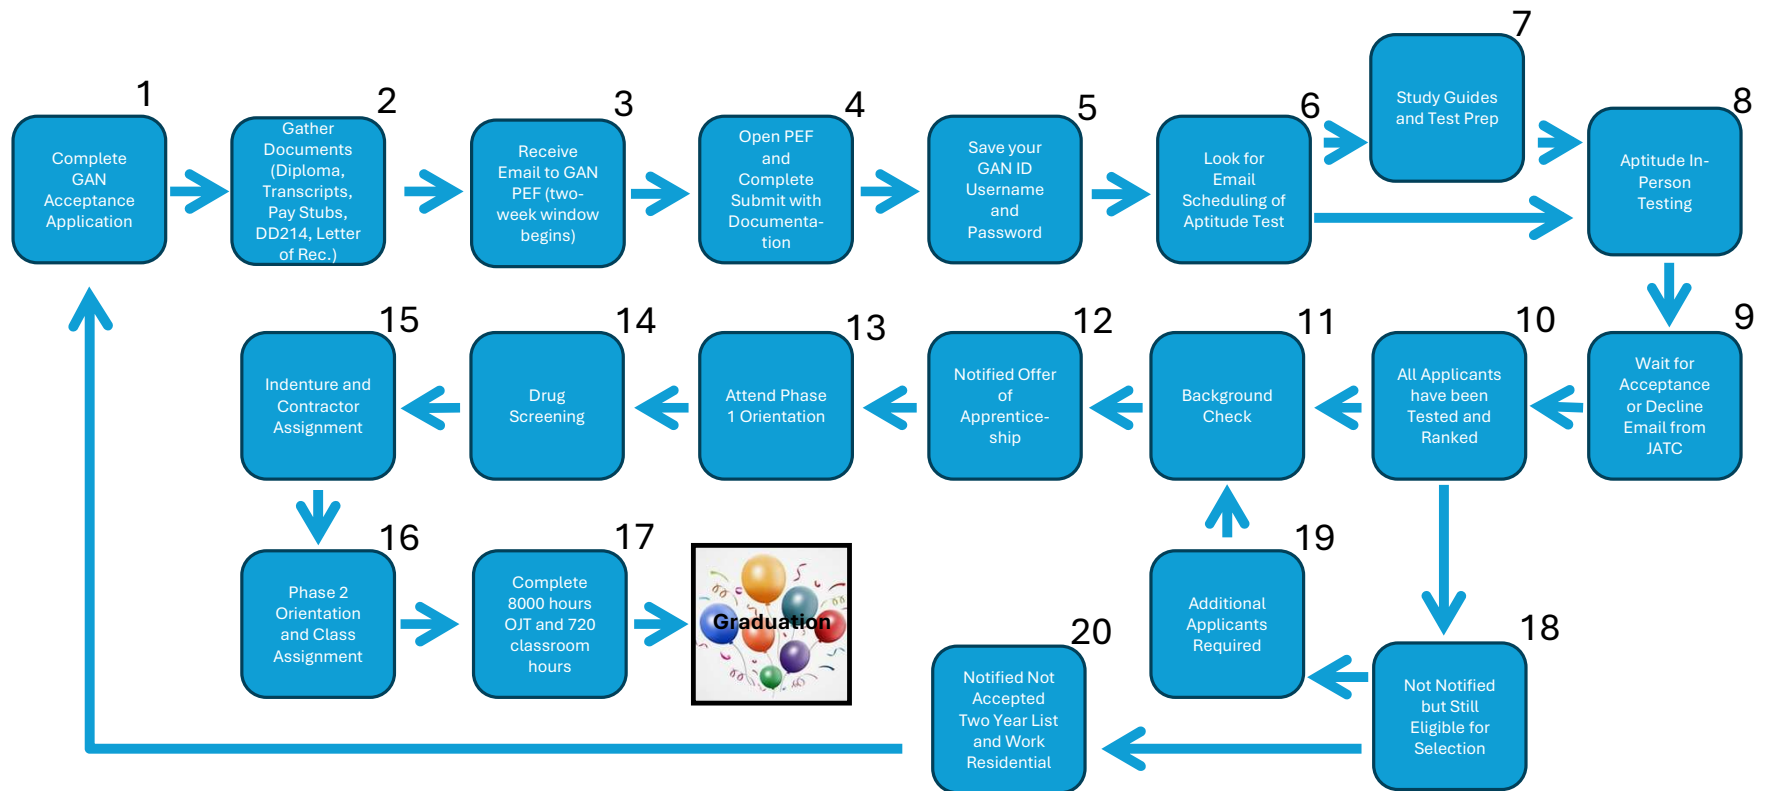 1
Complete
GAN
Acceptance
Application
2
Gather
Documents
(Diploma,
Transcripts,
Pay Stubs,
DD214, Letter
of Rec.)
3
Receive
Email to GAN
PEF (two-
week window
begins)
4
Open PEF
and
Complete
Submit with
Documenta-
tion
5
Save your
GAN ID
Username
and
Password
6
Look for
Email
Scheduling of
Aptitude Test
7
Study Guides
and Test Prep
8
Aptitude In-
Person
Testing
9
Wait for
Acceptance
or Decline
Email from
JATC
10
All Applicants
have been
Tested and
Ranked
11
Background
Check
12
Notified Offer
of
Apprentice-
ship
13
Attend Phase
1 Orientation
14
Drug
Screening
15
Indenture and
Contractor
Assignment
16
Phase 2
Orientation
and Class
Assignment
17
Complete
8000 hours
OJT and 720
classroom
hours
Graduation
18
Not Notified
but Still
Eligible for
Selection
19
Additional
Applicants
Required
20
Notified Not
Accepted
Two Year List
and Work
Residential